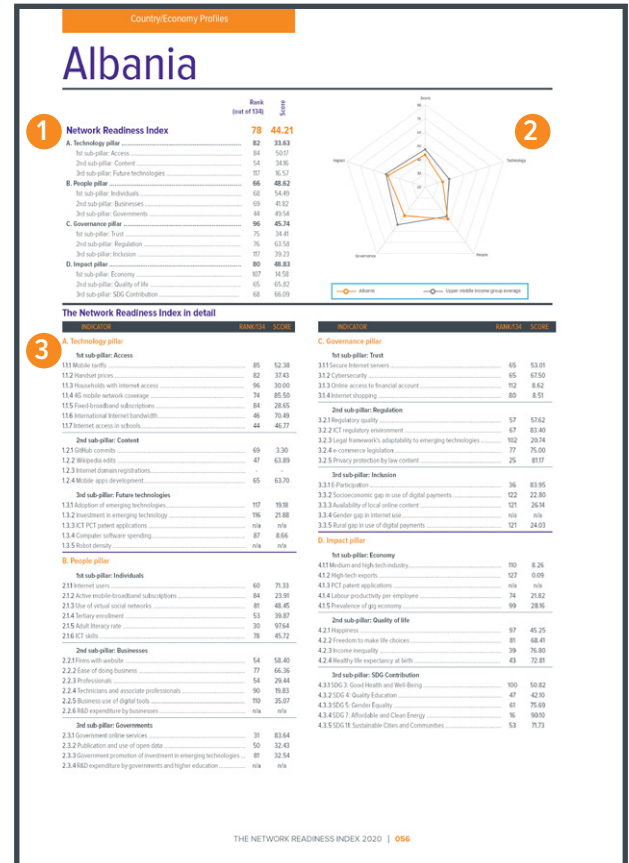 Country/Economy Profiles
Albania
Rank
(out of 134)
Score
1
Network Readiness Index 78 44.21
A. Technology pillar 82 33.63
1st sub-pillar: Access 84 50.17
2nd sub-pillar: Content 54 34.16
3rd sub-pillar: Future technologies 117 16.57
B. People pillar 66 48.62
1st sub-pillar: Individuals 68 54.49
2nd sub-pillar: Businesses 69 41.82
3rd sub-pillar: Governments 44 49.54
C. Governance pillar 96 45.74
1st sub-pillar: Trust 75 34.41
2nd sub-pillar: Regulation 76 63.58
3rd sub-pillar: Inclusion 117 39.23
D. Impact pillar 80 48.83
1st sub-pillar: Economy 107 14.58
2nd sub-pillar: Quality of life 65 65.82
3rd sub-pillar: SDG Contribution 68 66.09
2
Score
80
70
60
50
40
30
20
Technology
People
Governance
Impact
Albania
Upper-middle income group average
The Network Readiness Index in detail
3
INDICATOR RANK/134 SCORE
A. Technology pillar
1st sub-pillar: Access
1.1.1 Mobile tariffs 85 52.38
1.1.2 Handset prices 82 37.43
1.1.3 Households with internet access 96 30.00
1.1.4 4G mobile network coverage 74 85.50
1.1.5 Fixed-broadband subscriptions 84 28.65
1.1.6 International Internet bandwidth 46 70.49
1.1.7 Internet access in schools 44 46.77
2nd sub-pillar: Content
1.2.1 GitHub commits 69 3.30
1.2.2 Wikipedia edits 47 63.89
1.2.3 Internet domain registrations - -
1.2.4 Mobile apps development 65 63.70
3rd sub-pillar: Future technologies
1.3.1 Adoption of emerging technologies 117 19.18
1.3.2 Investment in emerging technology 116 21.88
1.3.3 ICT PCT patent applications n/a n/a
1.3.4 Computer software spending 87 8.66
1.3.5 Robot density n/a n/a
B. People pillar
1st sub-pillar: Individuals
2.1.1 Internet users 60 71.33
2.1.2 Active mobile-broadband subscriptions 84 23.91
2.1.3 Use of virtual social networks 81 48.45
2.1.4 Tertiary enrollment 53 39.87
2.1.5 Adult literacy rate 30 97.64
2.1.6 ICT skills 78 45.72
2nd sub-pillar: Businesses
2.2.1 Firms with website 54 58.40
2.2.2 Ease of doing business 77 66.36
2.2.3 Professionals 54 29.44
2.2.4 Technicians and associate professionals 90 19.83
2.2.5 Business use of digital tools 110 35.07
2.2.6 R&D expenditure by businesses n/a n/a
3rd sub-pillar: Governments
2.3.1 Government online services 31 83.64
2.3.2 Publication and use of open data 50 32.43
2.3.3 Government promotion of investment in emerging technologies 81 32.54
2.3.4 R&D expenditure by governments and higher education n/a n/a
INDICATOR RANK/134 SCORE
C. Governance pillar
1st sub-pillar: Trust
3.1.1 Secure Internet servers 65 53.01
3.1.2 Cybersecurity 65 67.50
3.1.3 Online access to financial account 112 8.62
3.1.4 Internet shopping 80 8.51
2nd sub-pillar: Regulation
3.2.1 Regulatory quality 57 57.62
3.2.2 ICT regulatory environment 67 83.40
3.2.3 Legal framework's adaptability to emerging technologies 102 20.74
3.2.4 e-commerce legislation 77 75.00
3.2.5 Privacy protection by law content 25 81.17
3rd sub-pillar: Inclusion
3.3.1 E-Participation 36 83.95
3.3.2 Socioeconomic gap in use of digital payments 122 22.80
3.3.3 Availability of local online content 121 26.14
3.3.4 Gender gap in internet use n/a n/a
3.3.5 Rural gap in use of digital payments 121 24.03
D. Impact pillar
1st sub-pillar: Economy
4.1.1 Medium and high-tech industry 110 8.26
4.1.2 High-tech exports 127 0.09
4.1.3 PCT patent applications n/a n/a
4.1.4 Labour productivity per employee 74 21.82
4.1.5 Prevalence of gig economy 99 28.16
2nd sub-pillar: Quality of life
4.2.1 Happiness 97 45.25
4.2.2 Freedom to make life choices 81 68.41
4.2.3 Income inequality 39 76.80
4.2.4 Healthy life expectancy at birth 43 72.81
3rd sub-pillar: SDG Contribution
4.3.1 SDG 3: Good Health and Well-Being 100 50.82
4.3.2 SDG 4: Quality Education 47 42.10
4.3.3 SDG 5: Gender Equality 61 75.69
4.3.4 SDG 7: Affordable and Clean Energy 16 90.10
4.3.5 SDG 11: Sustainable Cities and Communities 53 71.73
THE NETWORK READINESS INDEX 2020 | 056